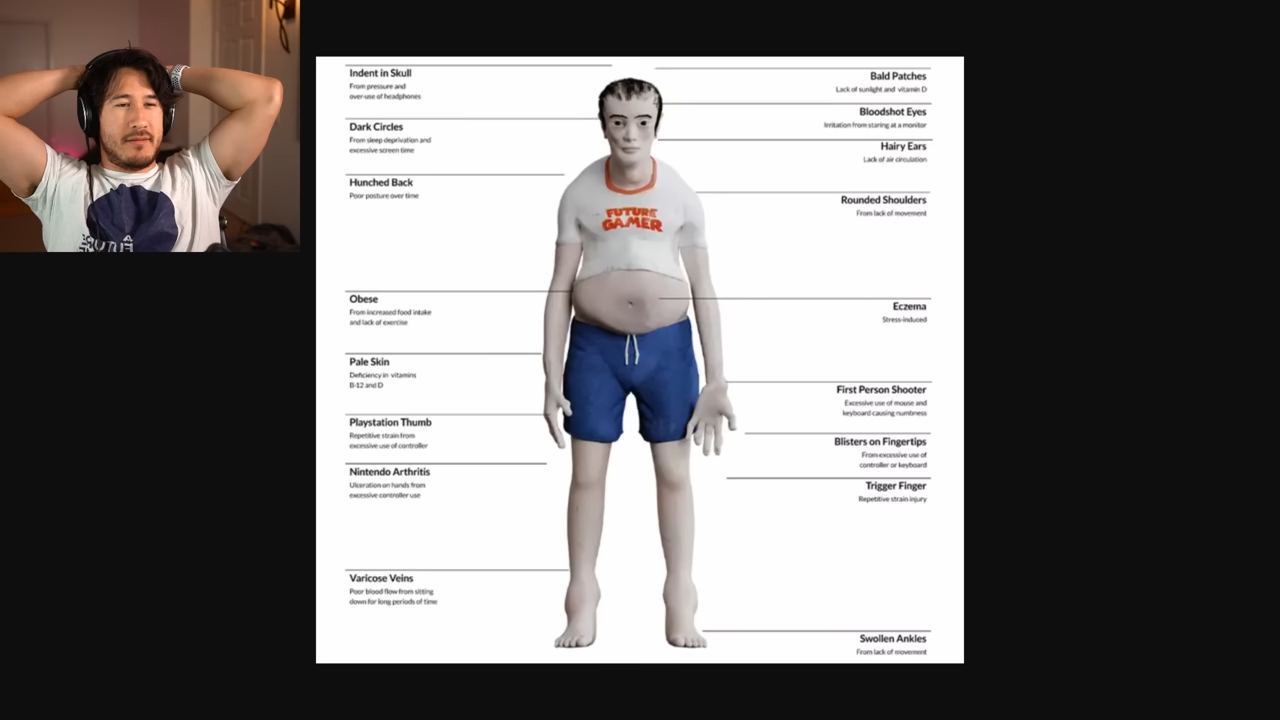 Indent in Skull
From pressure and
over-use of headphones
Dark Circles
From sleep deprivation and
excessive screen time
Hunched Back
Poor posture over time
Obese
From increased food intake
and lack of exercise
Pale Skin
Deficiency in vitamins
B-12 and D
Playstation Thumb
Repetitive strain from
excessive use of controller
Nintendo Arthritis
Ulceration on hands from
excessive controller use
Varicose Veins
Poor blood flow from sitting
down for long periods of time
FUTURE
GAMER
Bald Patches
Lack of sunlight and vitamin D
Bloodshot Eyes
Irritation from staring at a monitor
Hairy Ears
Lack of air circulation
Rounded Shoulders
From lack of movement
Eczema
Stress-induced
First Person Shooter
Excessive use of mouse and
keyboard causing numbness
Blisters on Fingertips
From excessive use of
controller or keyboard
Trigger Finger
Repetitive strain injury
Swollen Ankles
From lack of movement